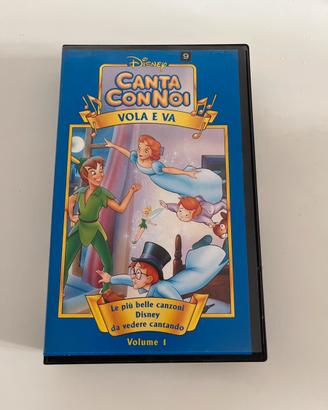 Disney
9
CANTA
CON NOI
VOLA E VA
Le più belle canzoni
Disney
da vedere cantando
Volume 1